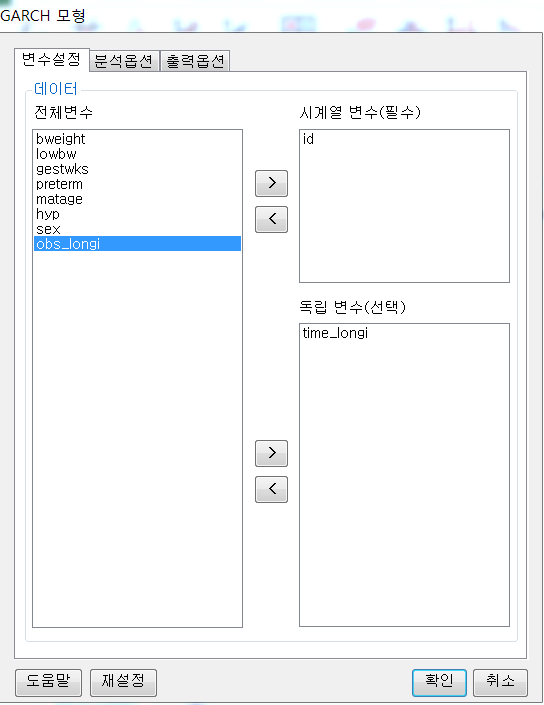 GARCH 모형
변수설정 분석옵션 출력옵션
데이터
전체변수
bweight
lowbw
gestwks
preterm
matage
hyp
sex
obs_longi
>
<
시계열 변수(필수)
id
독립 변수(선택)
time_longi
>
<
도움말 재설정 확인 취소